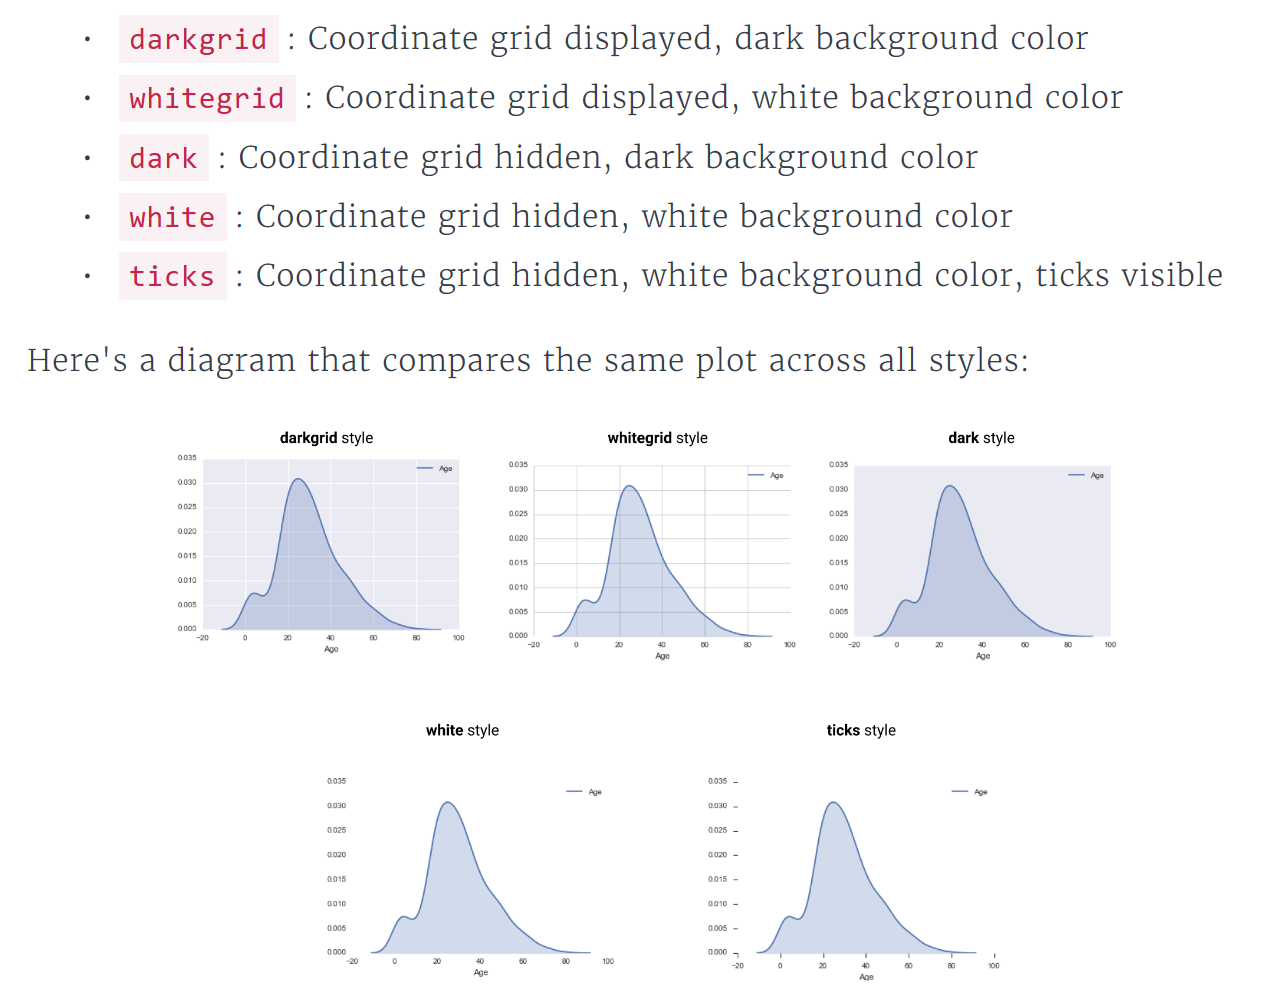 • darkgrid : Coordinate grid displayed, dark background color
• whitegrid : Coordinate grid displayed, white background color
• dark : Coordinate grid hidden, dark background color
• white : Coordinate grid hidden, white background color
• ticks : Coordinate grid hidden, white background color, ticks visible
Here's a diagram that compares the same plot across all styles:
darkgrid style
0.035
0.030
0.025
0.020
0.015
0.010
0.005
0.000
Age
−20 0 20 40 60 80 100
Age
whitegrid style
0.035
0.030
0.025
0.020
0.015
0.010
0.005
0.000
Age
−20 0 20 40 60 80 100
Age
dark style
0.035
0.030
0.025
0.020
0.015
0.010
0.005
0.000
Age
−20 0 20 40 60 80 100
Age
white style
0.035
0.030
0.025
0.020
0.015
0.010
0.005
0.000
Age
−20 0 20 40 60 80 100
Age
ticks style
0.035
0.030
0.025
0.020
0.015
0.010
0.005
0.000
Age
−20 0 20 40 60 80 100
Age